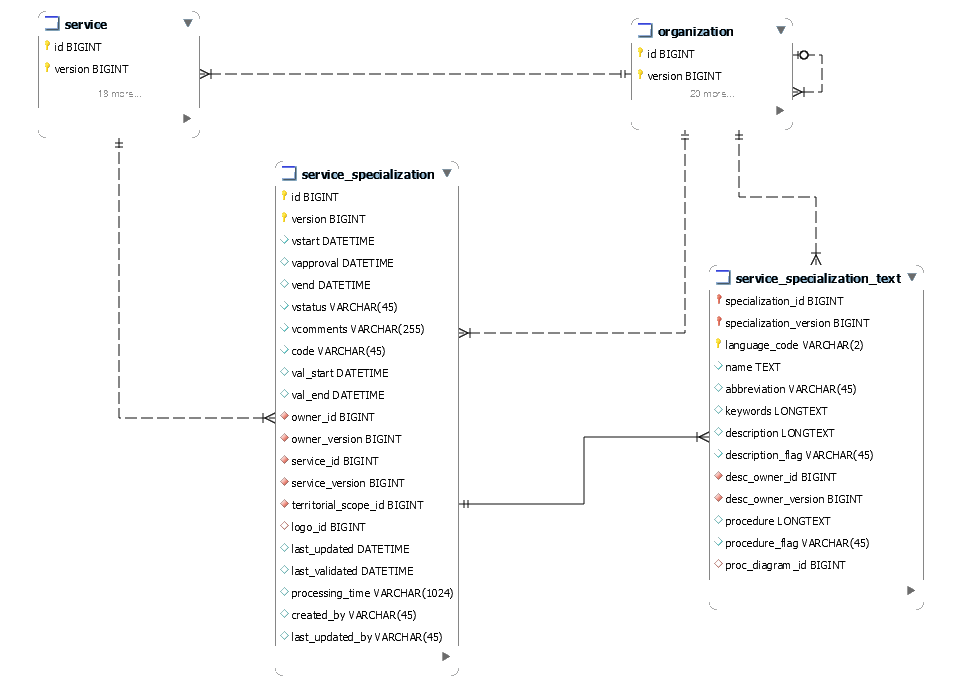 service
id BIGINT
version BIGINT
18 more...
organization
id BIGINT
version BIGINT
20 more...
service_specialization
id BIGINT
version BIGINT
vstart DATETIME
vapproval DATETIME
vend DATETIME
vstatus VARCHAR(45)
vcomments VARCHAR(255)
code VARCHAR(45)
val_start DATETIME
val_end DATETIME
owner_id BIGINT
owner_version BIGINT
service_id BIGINT
service_version BIGINT
territorial_scope_id BIGINT
logo_id BIGINT
last_updated DATETIME
last_validated DATETIME
processing_time VARCHAR(1024)
created_by VARCHAR(45)
last_updated_by VARCHAR(45)
service_specialization_text
specialization_id BIGINT
specialization_version BIGINT
language_code VARCHAR(2)
name TEXT
abbreviation VARCHAR(45)
keywords LONGTEXT
description LONGTEXT
description_flag VARCHAR(45)
desc_owner_id BIGINT
desc_owner_version BIGINT
procedure LONGTEXT
procedure_flag VARCHAR(45)
proc_diagram_id BIGINT